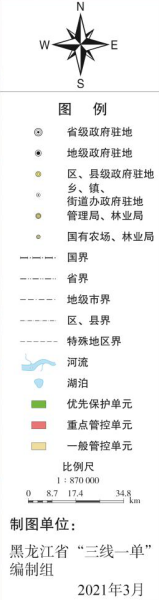 N
W E
S
图 例
省级政府驻地
地级政府驻地
区、县级政府驻地
乡、镇、
街道办政府驻地
管理局、林业局
国有农场、林业局
国界
省界
地级市界
区、县界
特殊地区界
河流
湖泊
优先保护单元
重点管控单元
一般管控单元
比例尺
1：870 000
0 8.7 17.4 34.8
km
制图单位：
黑龙江省“三线一单”
编制组
2021年3月